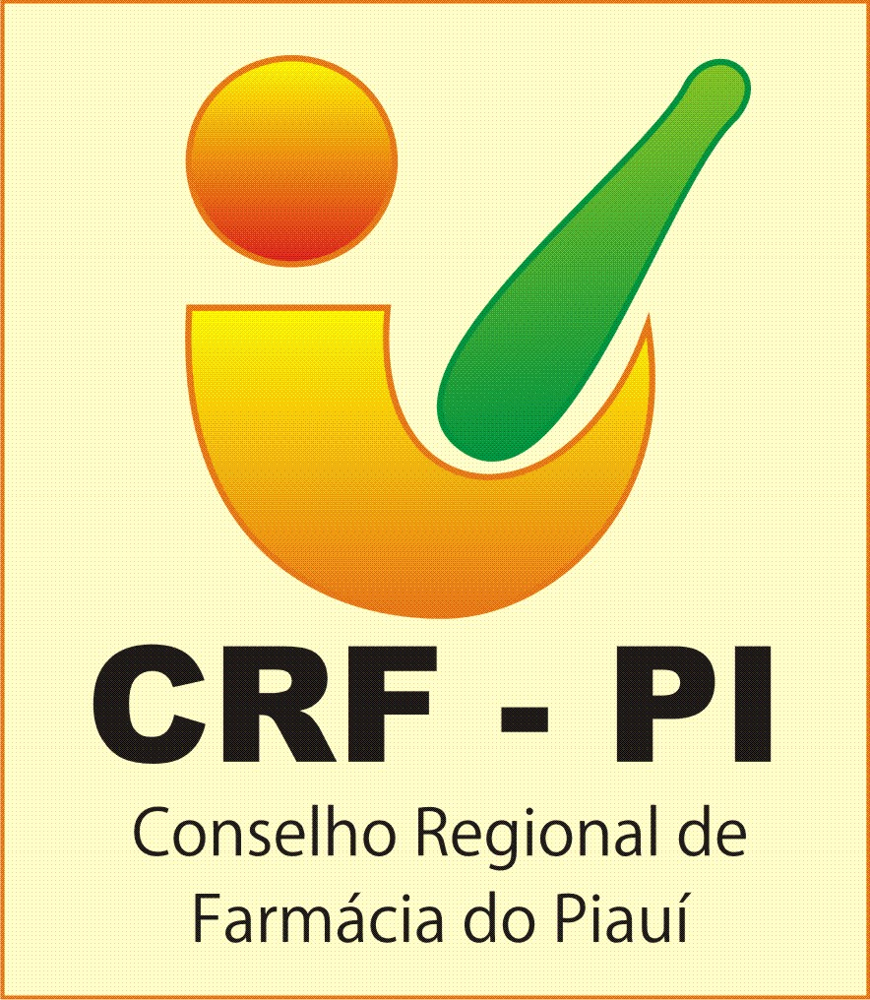 CRF - PI
Conselho Regional de
Farmácia do Piauí